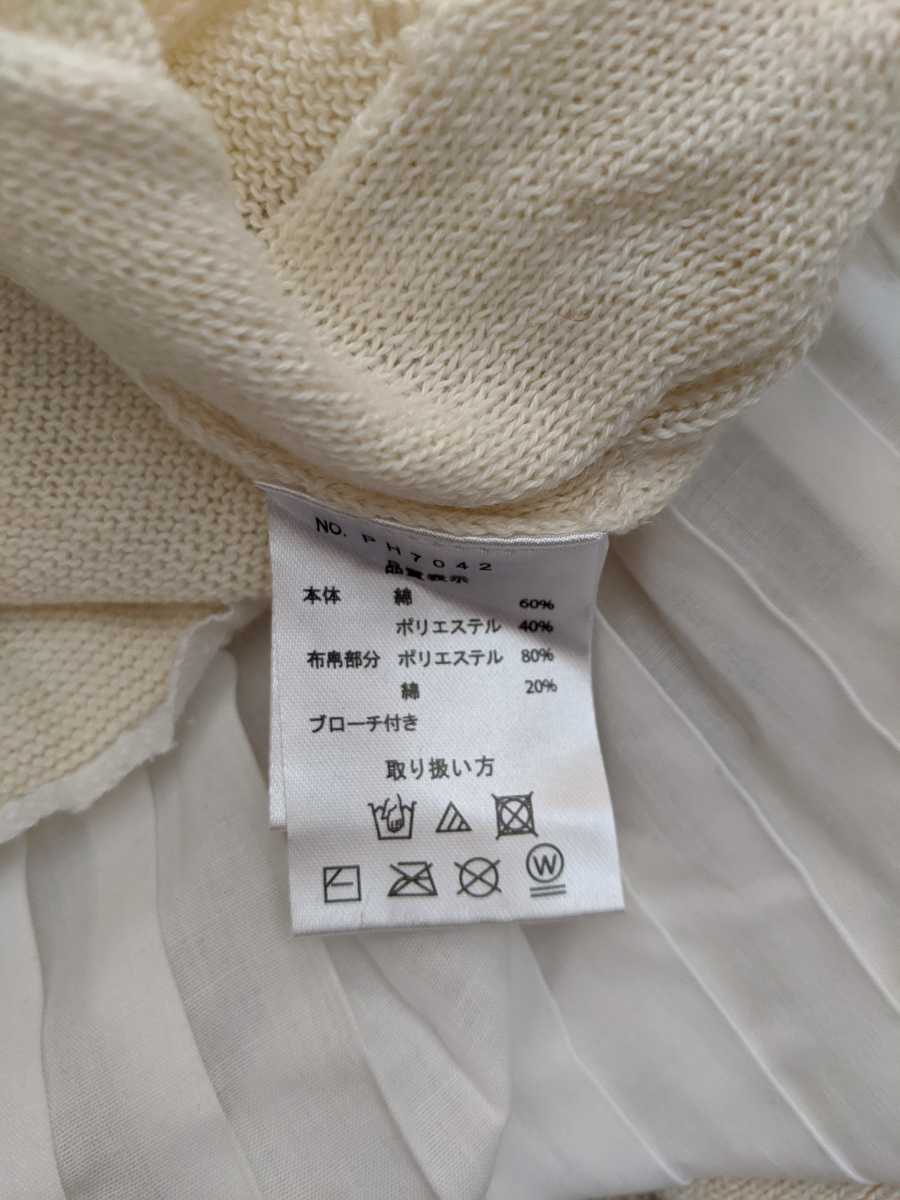 NO. PH7042
品質表示
本体 綿 60%
ポリエステル 40%
布帛部分 ポリエステル 80%
綿 20%
ブローチ付き
取り扱い方
W